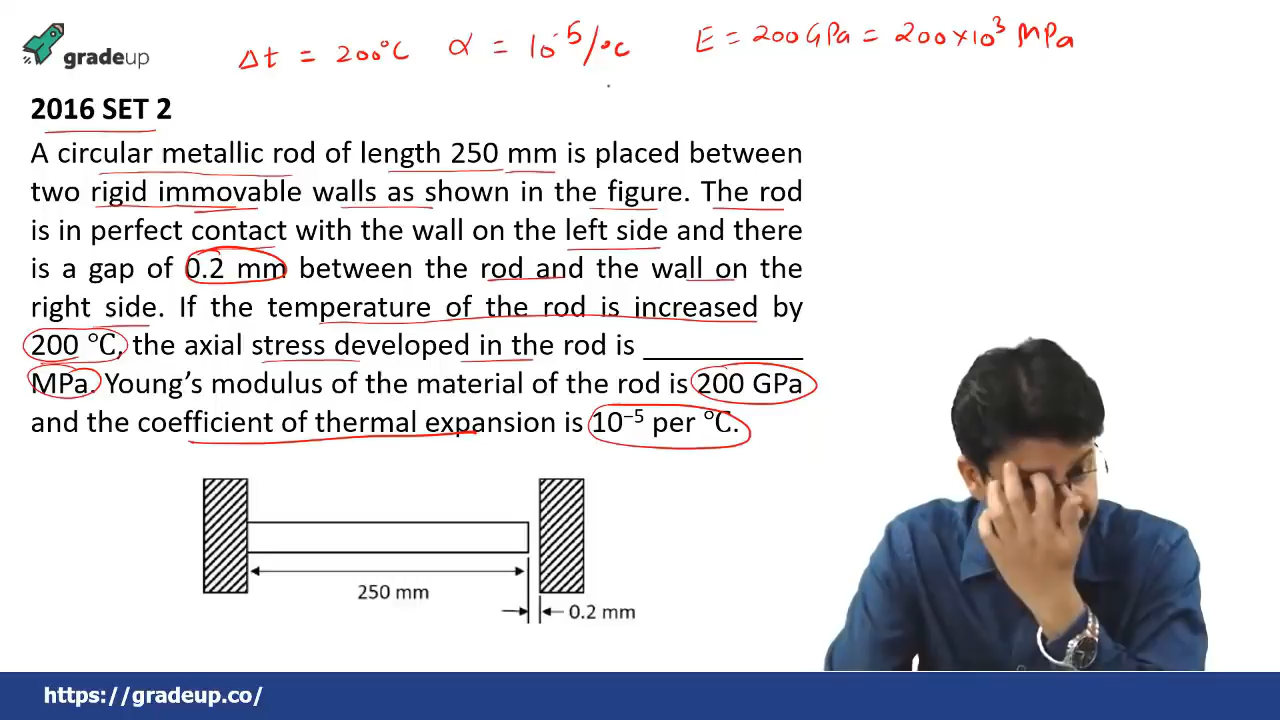 gradeup
Δt = 200°C α = 10⁻⁵/°c E = 200GPa = 200×10³ MPa
2016 SET 2
A circular metallic rod of length 250 mm is placed between
two rigid immovable walls as shown in the figure. The rod
is in perfect contact with the wall on the left side and there
is a gap of 0.2 mm between the rod and the wall on the
right side. If the temperature of the rod is increased by
200 °C, the axial stress developed in the rod is __________
MPa. Young’s modulus of the material of the rod is 200 GPa
and the coefficient of thermal expansion is 10⁻⁵ per °C.
250 mm
0.2 mm
https://gradeup.co/